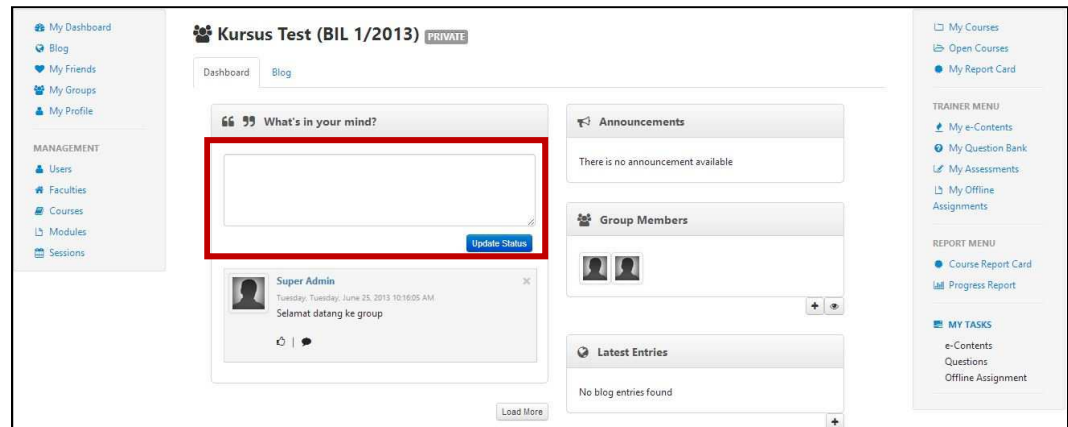 My Dashboard
Blog
My Friends
My Groups
My Profile
MANAGEMENT
Users
Faculties
Courses
Modules
Sessions
Kursus Test (BIL 1/2013) PRIVATE
Dashboard
Blog
What's in your mind?
Update Status
Super Admin
Tuesday, Tuesday, June 25, 2013 10:16:05 AM
Selamat datang ke group
Load More
Announcements
There is no announcement available
Group Members
Latest Entries
No blog entries found
My Courses
Open Courses
My Report Card
TRAINER MENU
My e-Contents
My Question Bank
My Assessments
My Offline
Assignments
REPORT MENU
Course Report Card
Progress Report
MY TASKS
e-Contents
Questions
Offline Assignment